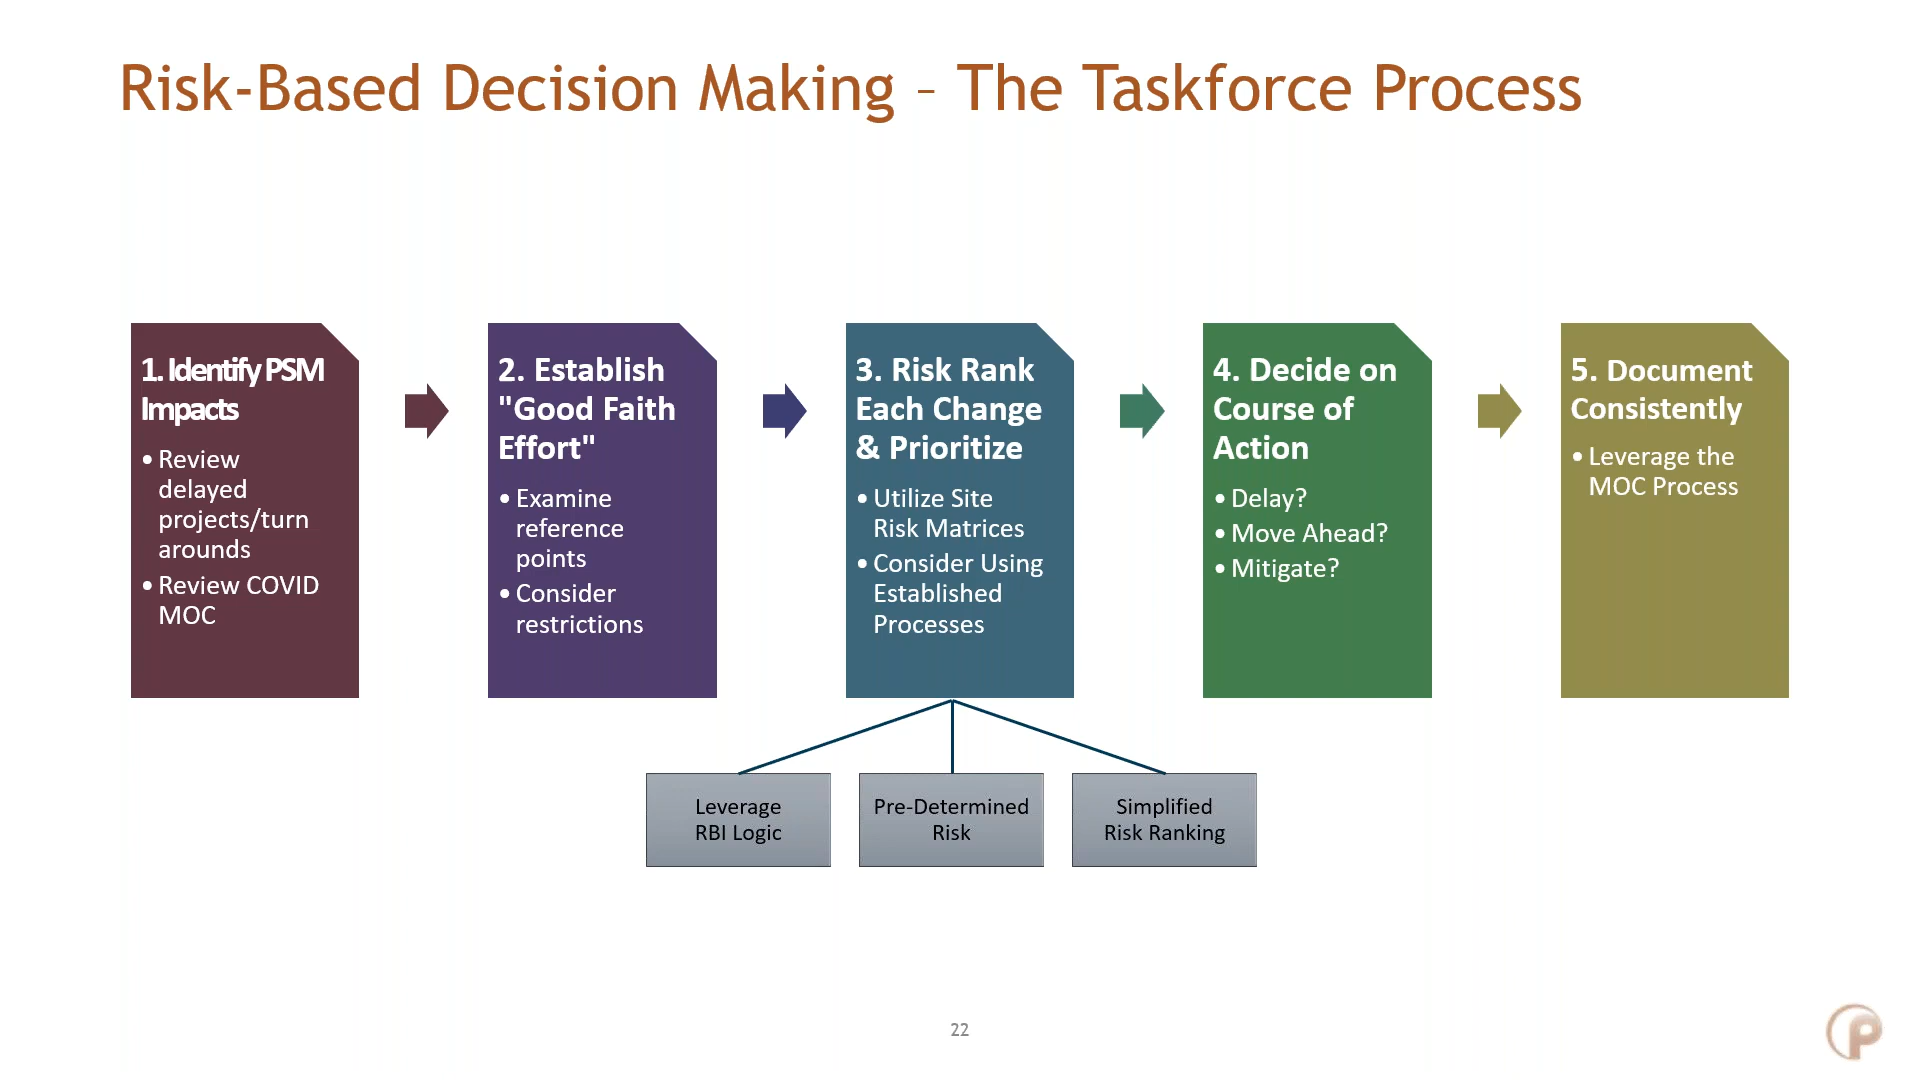 Risk-Based Decision Making – The Taskforce Process
1. Identify PSM
Impacts
• Review
delayed
projects/turn
arounds
• Review COVID
MOC
2. Establish
"Good Faith
Effort"
• Examine
reference
points
• Consider
restrictions
3. Risk Rank
Each Change
& Prioritize
• Utilize Site
Risk Matrices
• Consider Using
Established
Processes
4. Decide on
Course of
Action
• Delay?
• Move Ahead?
• Mitigate?
5. Document
Consistently
• Leverage the
MOC Process
Leverage
RBI Logic
Pre-Determined
Risk
Simplified
Risk Ranking
22
P